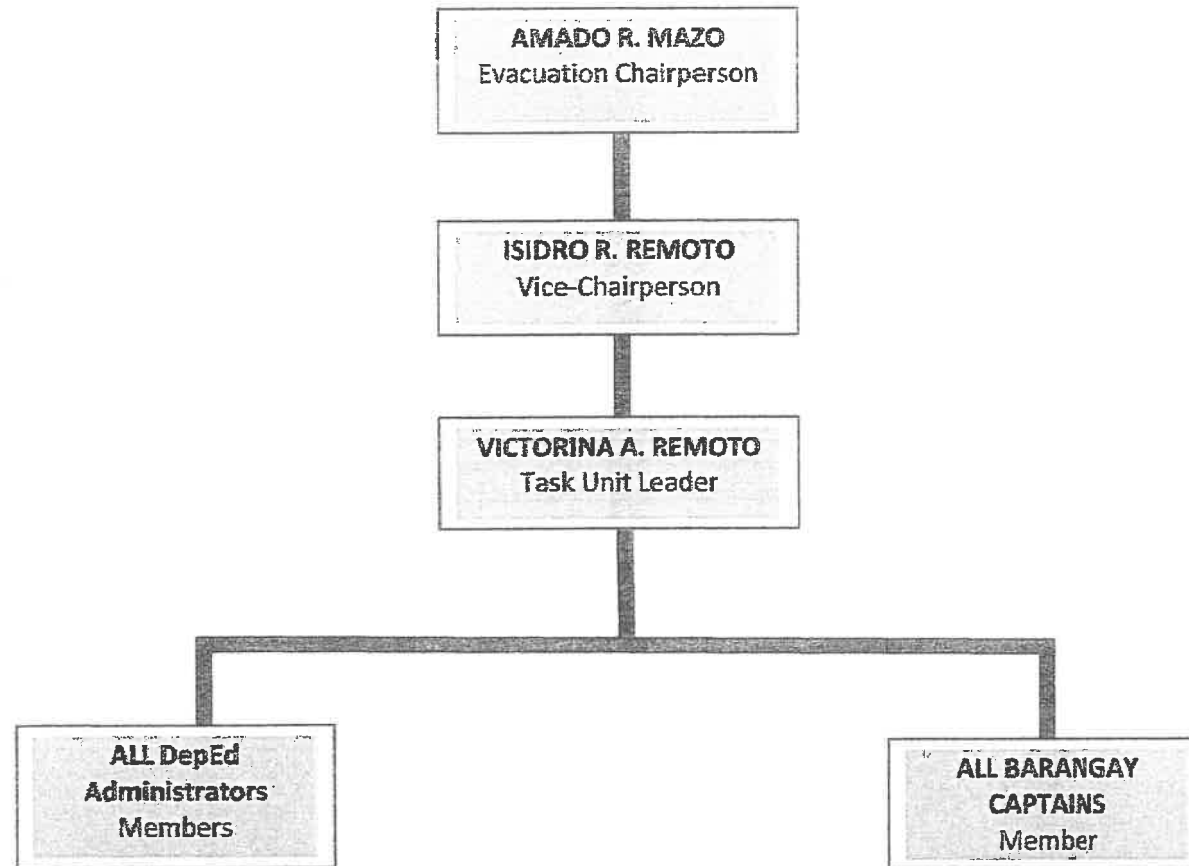 AMADO R. MAZO
Evacuation Chairperson
ISIDRO R. REMOTO
Vice-Chairperson
VICTORINA A. REMOTO
Task Unit Leader
ALL DepEd
Administrators
Members
ALL BARANGAY
CAPTAINS
Member